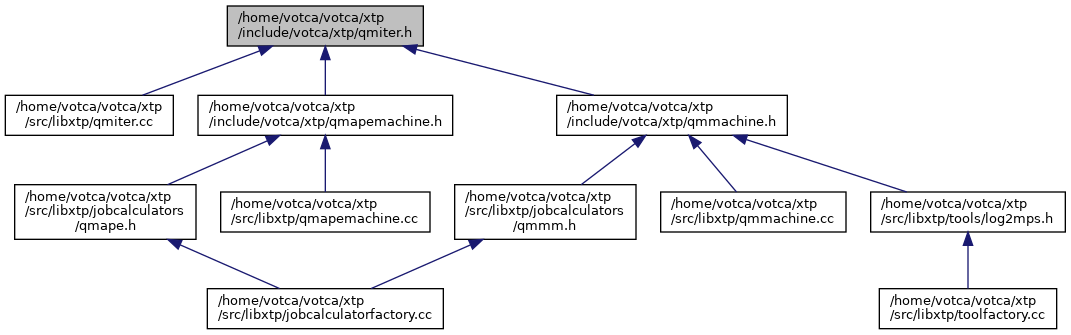 /home/votca/votca/xtp
/include/votca/xtp/qmiter.h
/home/votca/votca/xtp
/src/libxtp/qmiter.cc
/home/votca/votca/xtp
/include/votca/xtp/qmapemachine.h
/home/votca/votca/xtp
/include/votca/xtp/qmmachine.h
/home/votca/votca/xtp
/src/libxtp/jobcalculators
/qmape.h
/home/votca/votca/xtp
/src/libxtp/qmapemachine.cc
/home/votca/votca/xtp
/src/libxtp/jobcalculators
/qmmm.h
/home/votca/votca/xtp
/src/libxtp/qmmachine.cc
/home/votca/votca/xtp
/src/libxtp/tools/log2mps.h
/home/votca/votca/xtp
/src/libxtp/jobcalculatorfactory.cc
/home/votca/votca/xtp
/src/libxtp/toolfactory.cc